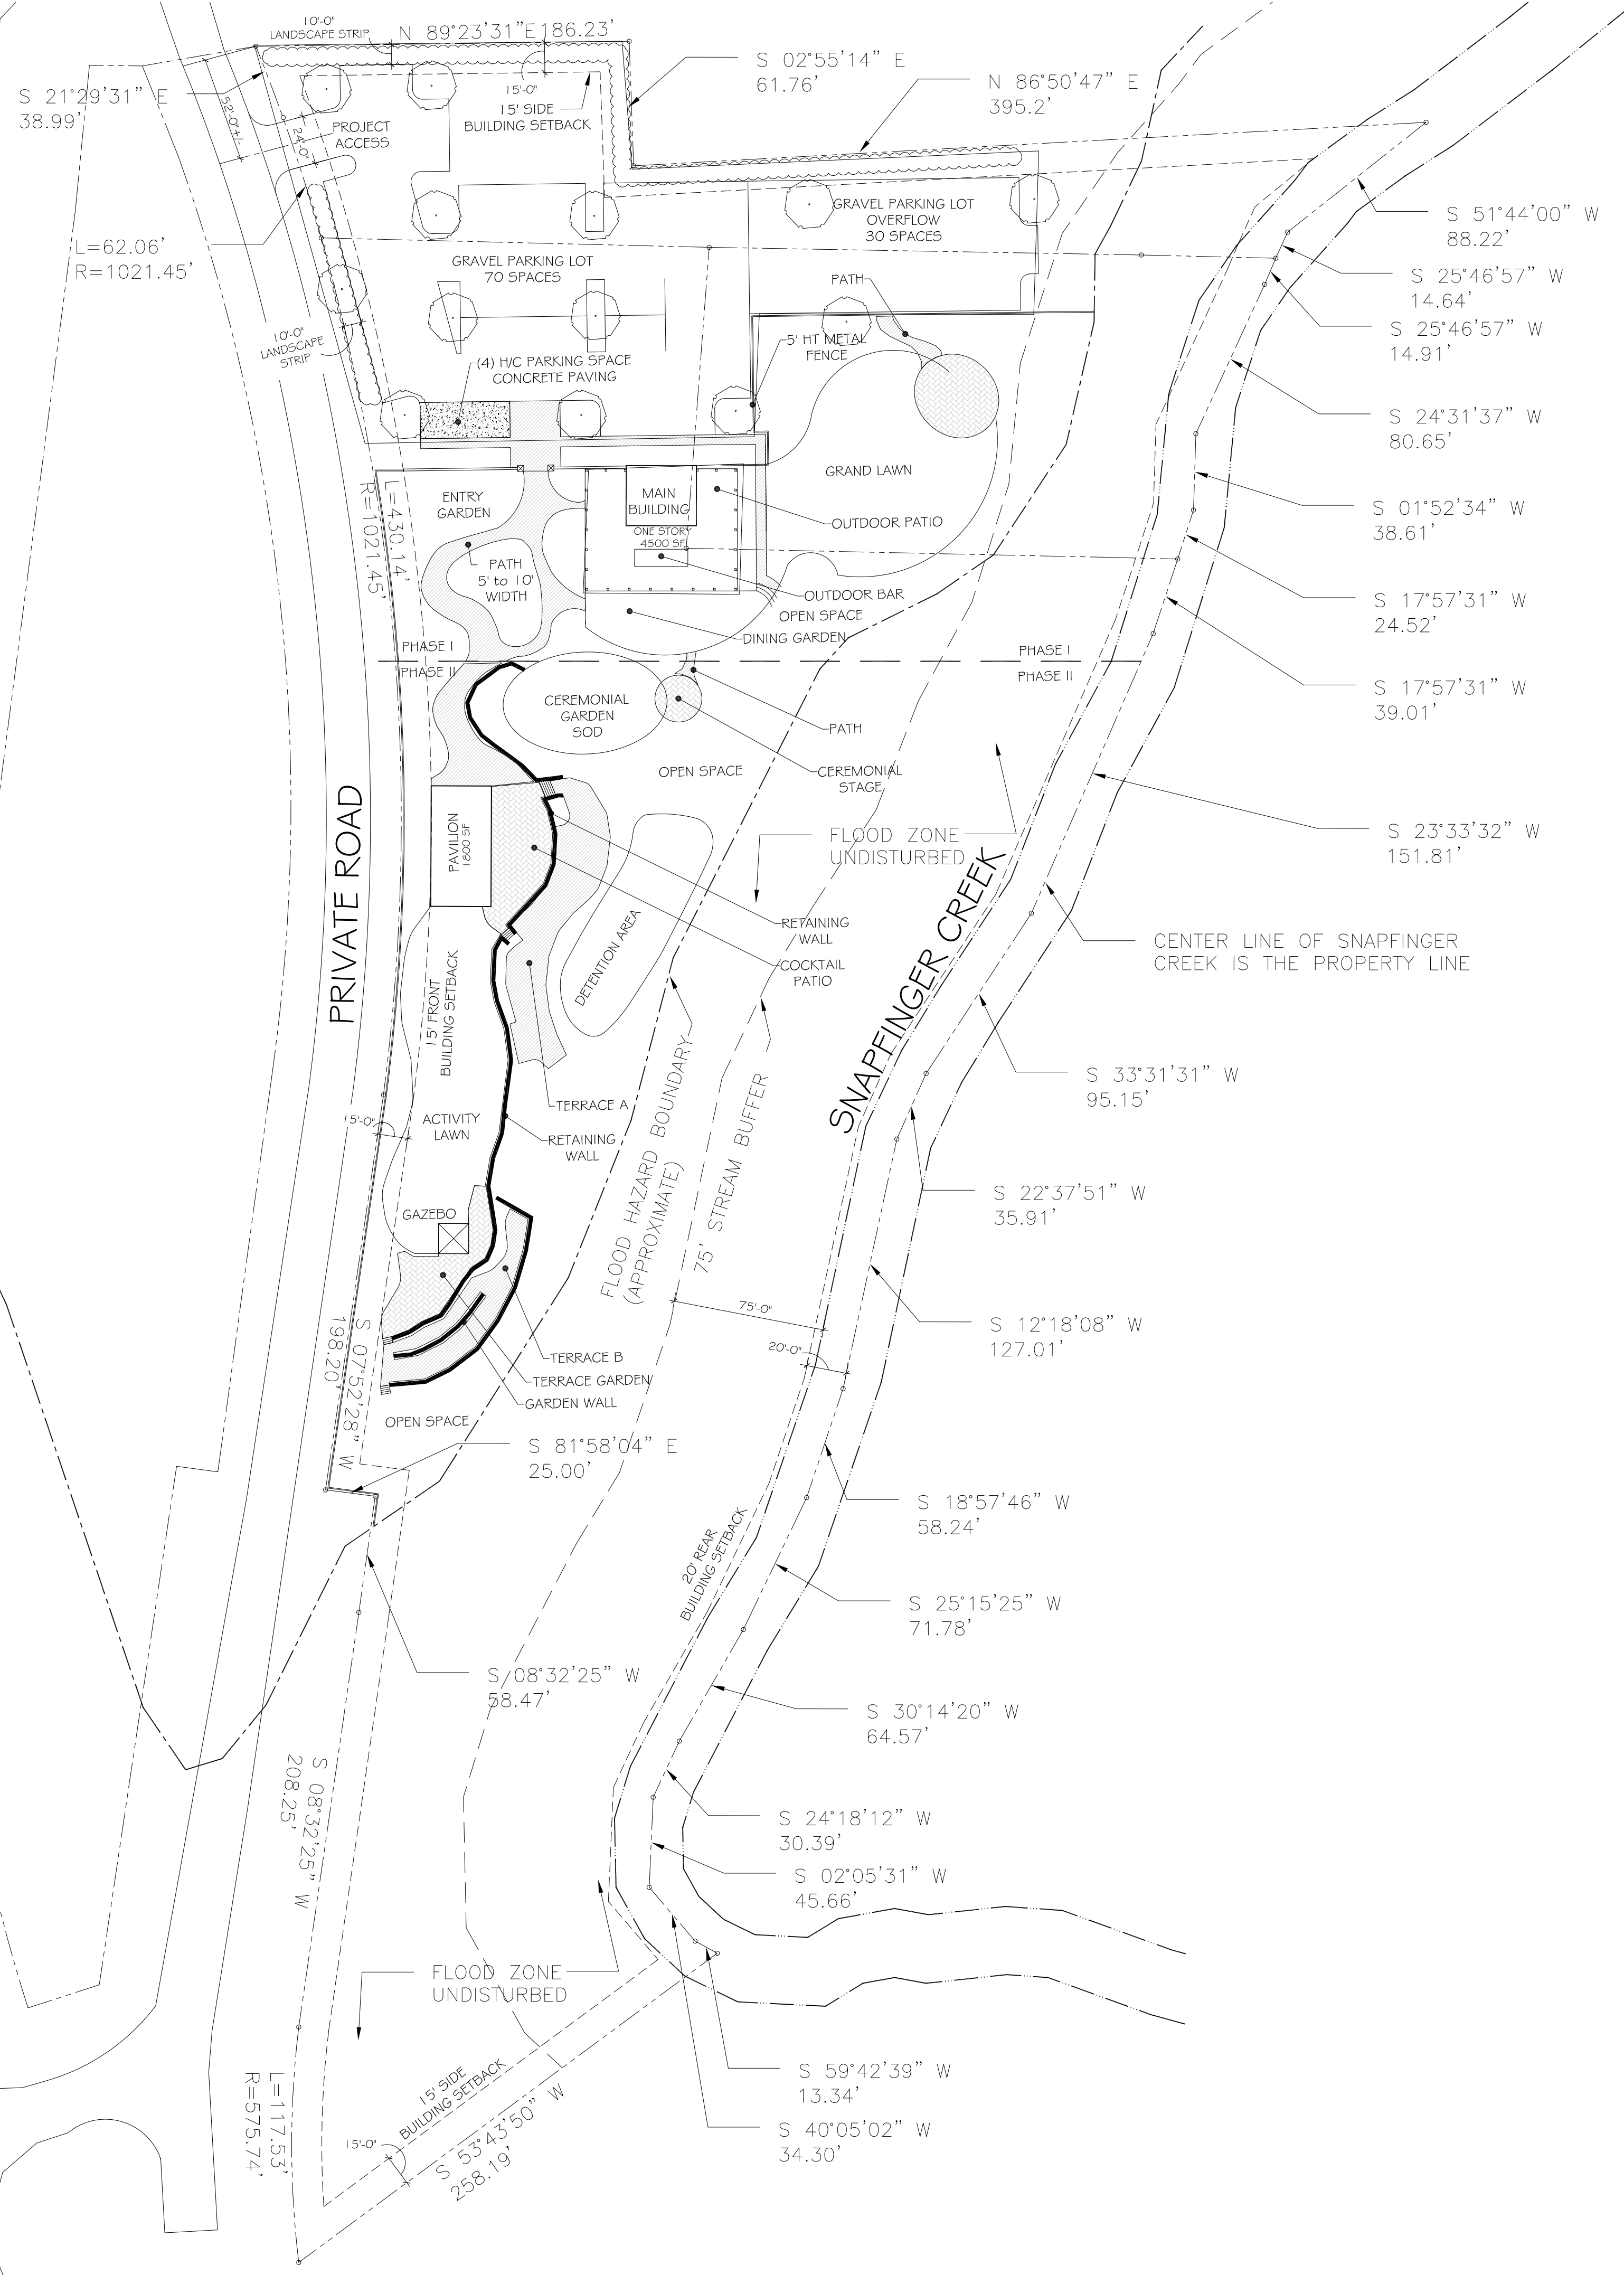 10'-0"
LANDSCAPE STRIP
N 89°23'31"E 186.23'
S 02°55'14" E
61.76'
N 86°50'47" E
395.2'
S 21°29'31" E
38.99'
52'-0"+/-
24'-0"
PROJECT
ACCESS
15'-0"
15' SIDE
BUILDING SETBACK
L=62.06'
R=1021.45'
GRAVEL PARKING LOT
OVERFLOW
30 SPACES
GRAVEL PARKING LOT
70 SPACES
PATH
10'-0"
LANDSCAPE
STRIP
5' HT METAL
FENCE
(4) H/C PARKING SPACE
CONCRETE PAVING
S 51°44'00" W
88.22'
S 25°46'57" W
14.64'
S 25°46'57" W
14.91'
S 24°31'37" W
80.65'
S 01°52'34" W
38.61'
S 17°57'31" W
24.52'
S 17°57'31" W
39.01'
S 23°33'32" W
151.81'
L=430.14'
R=1021.45'
ENTRY
GARDEN
MAIN
BUILDING
ONE STORY
4500 SF
GRAND LAWN
OUTDOOR PATIO
PATH
5' to 10'
WIDTH
OUTDOOR BAR
OPEN SPACE
DINING GARDEN
PHASE I
PHASE II
PHASE I
PHASE II
CEREMONIAL
GARDEN
SOD
PATH
OPEN SPACE
CEREMONIAL
STAGE
PRIVATE ROAD
PAVILION
1800 SF
FLOOD ZONE
UNDISTURBED
RETAINING
WALL
COCKTAIL
PATIO
DETENTION AREA
SNAPFINGER CREEK
CENTER LINE OF SNAPFINGER
CREEK IS THE PROPERTY LINE
15' FRONT
BUILDING SETBACK
S 33°31'31" W
95.15'
TERRACE A
15'-0"
ACTIVITY
LAWN
RETAINING
WALL
FLOOD HAZARD BOUNDARY
(APPROXIMATE)
75' STREAM BUFFER
S 22°37'51" W
35.91'
GAZEBO
75'-0"
20'-0"
S 12°18'08" W
127.01'
S 07°52'28" W
198.20'
TERRACE B
TERRACE GARDEN
GARDEN WALL
OPEN SPACE
S 81°58'04" E
25.00'
S 18°57'46" W
58.24'
20' REAR
BUILDING SETBACK
S 25°15'25" W
71.78'
S 08°32'25" W
58.47'
S 30°14'20" W
64.57'
S 08°32'25" W
208.25'
S 24°18'12" W
30.39'
S 02°05'31" W
45.66'
FLOOD ZONE
UNDISTURBED
S 59°42'39" W
13.34'
S 40°05'02" W
34.30'
L=117.53'
R=575.74'
15' SIDE
BUILDING SETBACK
15'-0"
S 53°43'50" W
258.19'